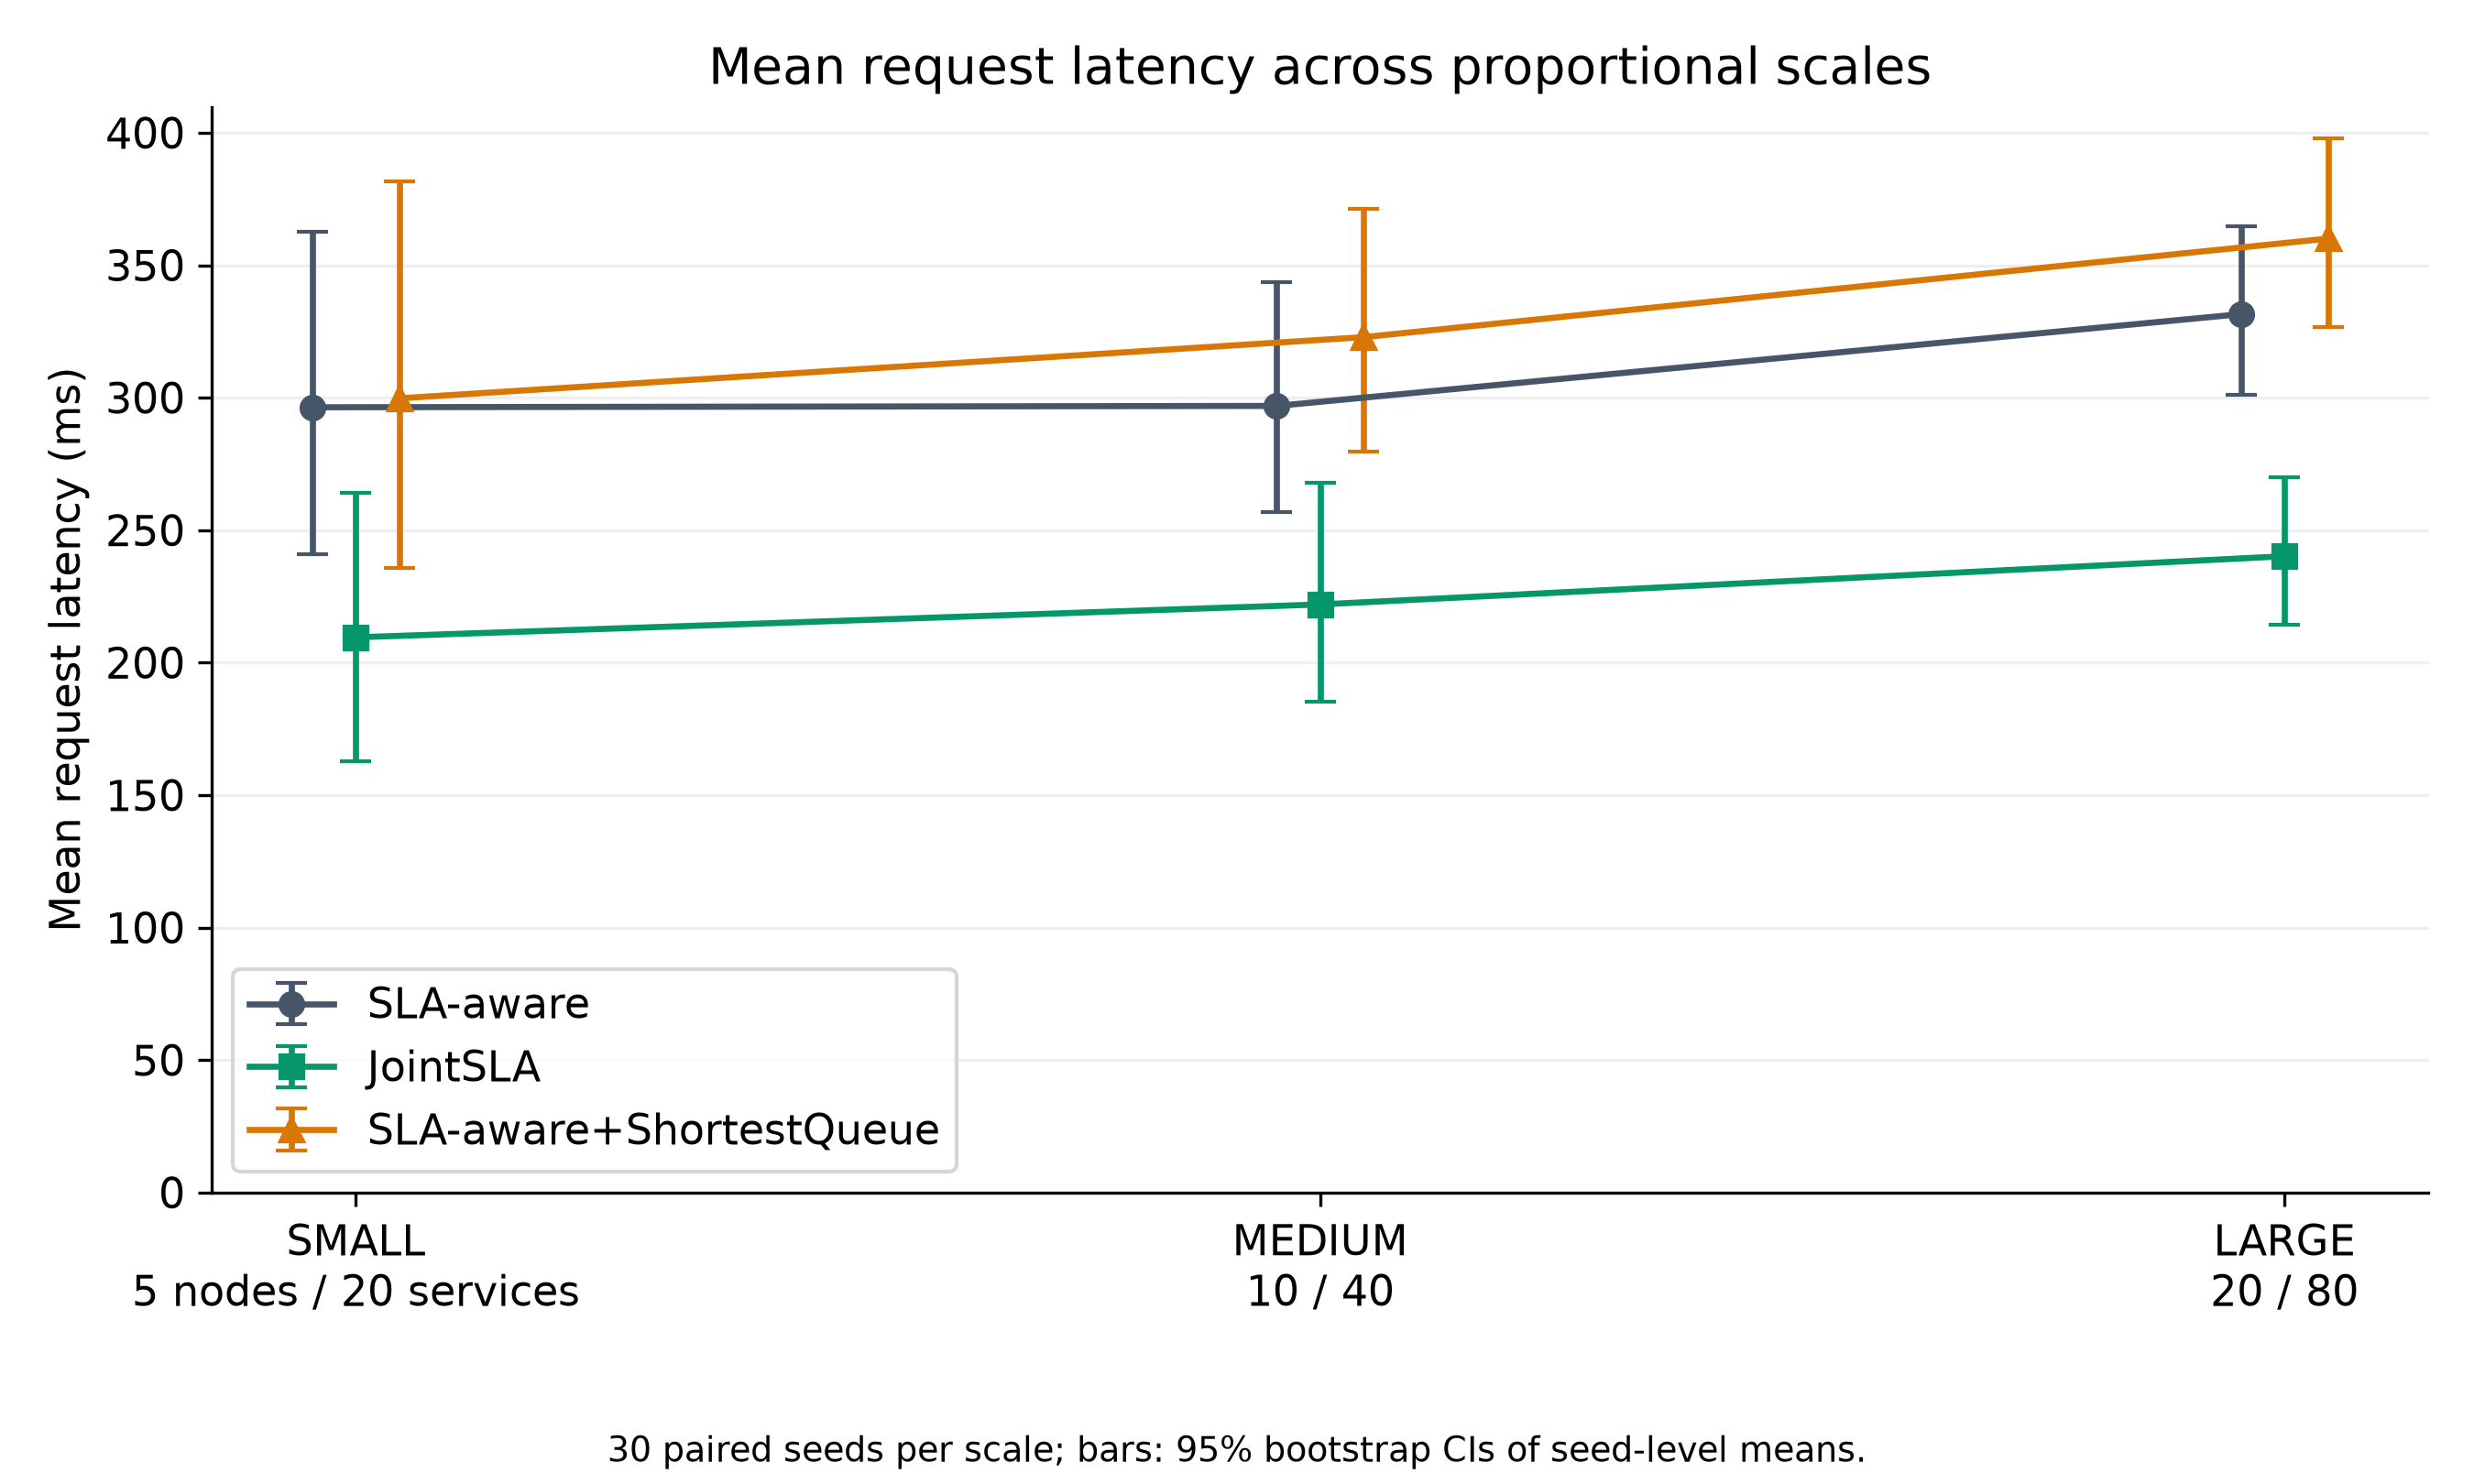 Mean request latency across proportional scales
Mean request latency (ms)
400
350
300
250
200
150
100
50
0
SLA-aware
JointSLA
SLA-aware+ShortestQueue
SMALL
5 nodes / 20 services
MEDIUM
10 / 40
LARGE
20 / 80
30 paired seeds per scale; bars: 95% bootstrap CIs of seed-level means.